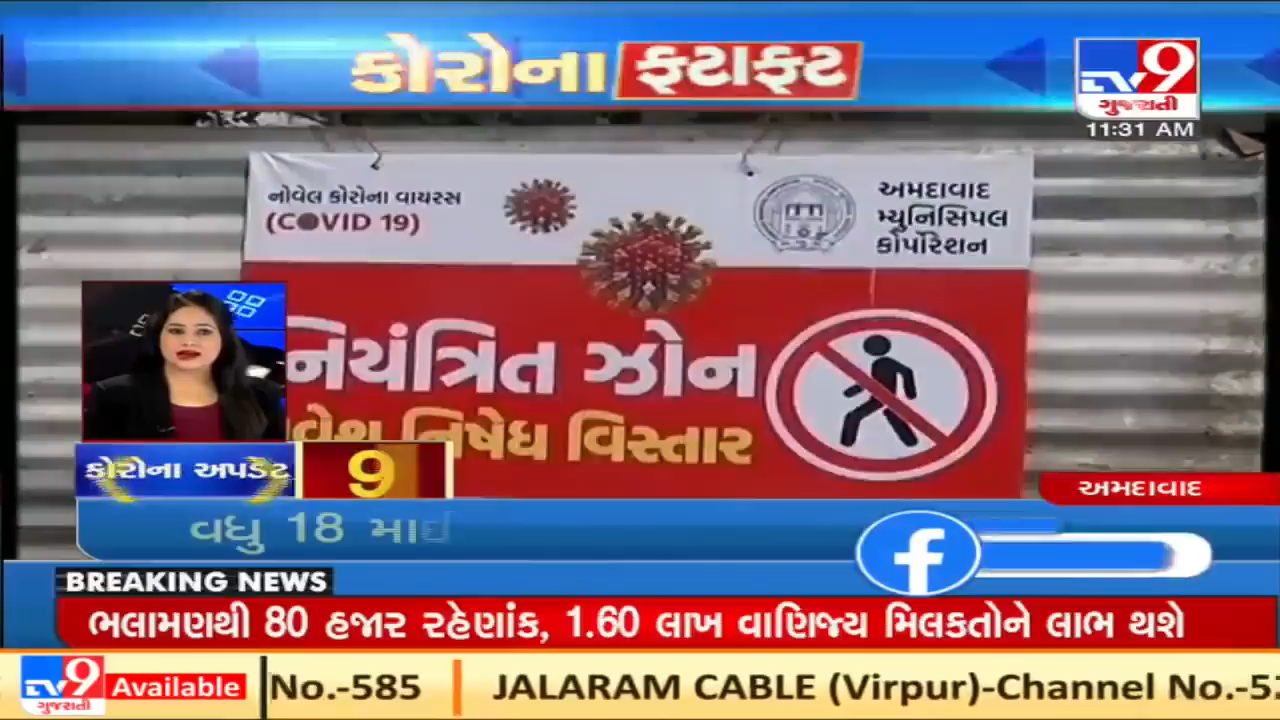 કોરોના ફટાફટ
TV9
ગુજરાતી
11:31 AM
નોવેલ કોરોના વાયરસ
(COVID 19)
અમદાવાદ
મ્યુનિસિપલ
કોર્પોરેશન
નિયંત્રિત ઝોન
નિષેધ વિસ્તાર
કોરોના અપડેટ
9
અમદાવાદ
વધુ 18
BREAKING NEWS
ભલામણથી 80 હજાર રહેણાંક, 1.60 લાખ વાણિજ્ય મિલકતોને લાભ થશે
TV9
ગુજરાતી
Available
No.-585
JALARAM CABLE (Virpur)-Channel No.-